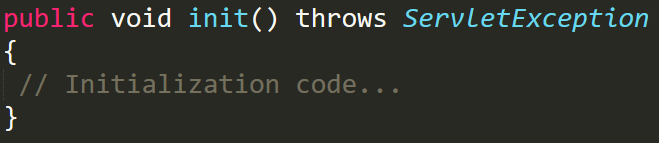 public void init() throws ServletException
{
// Initialization code...
}